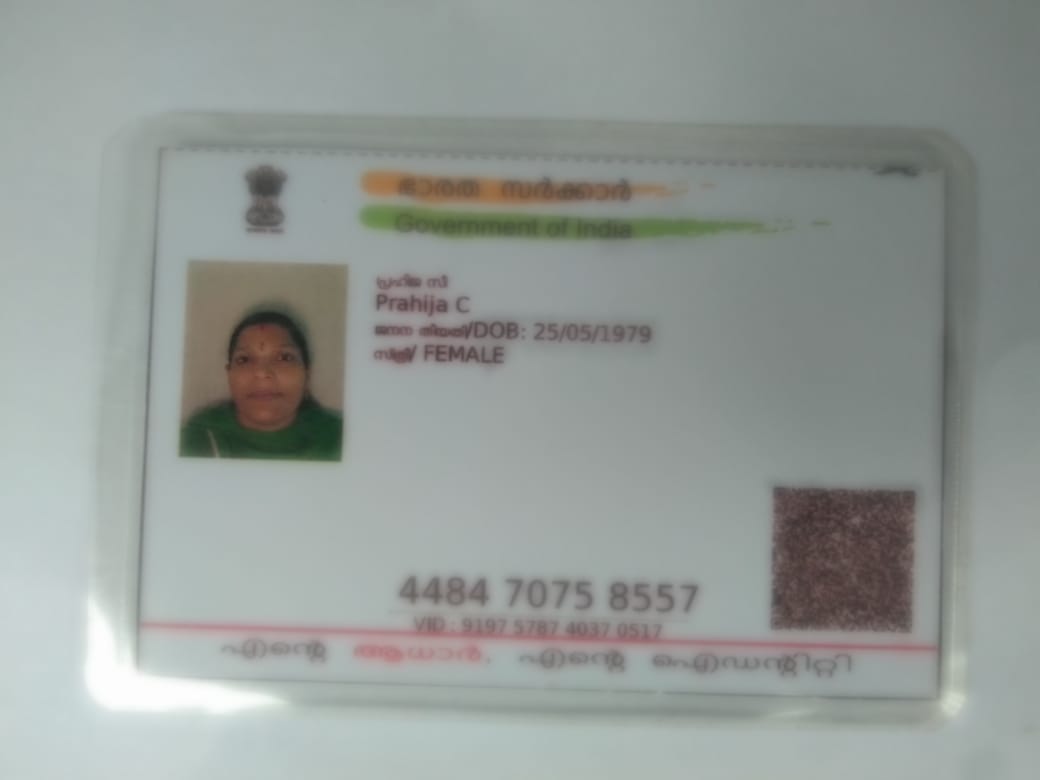 ഭാരത സർക്കാർ
Government of India
പ്രഹിജ സി
Prahija C
ജനന തിയതി/DOB: 25/05/1979
സ്ത്രീ/ FEMALE
4484 7075 8557
VID : 9197 5787 4037 0517
എന്റെ ആധാർ, എന്റെ ഐഡന്റിറ്റി